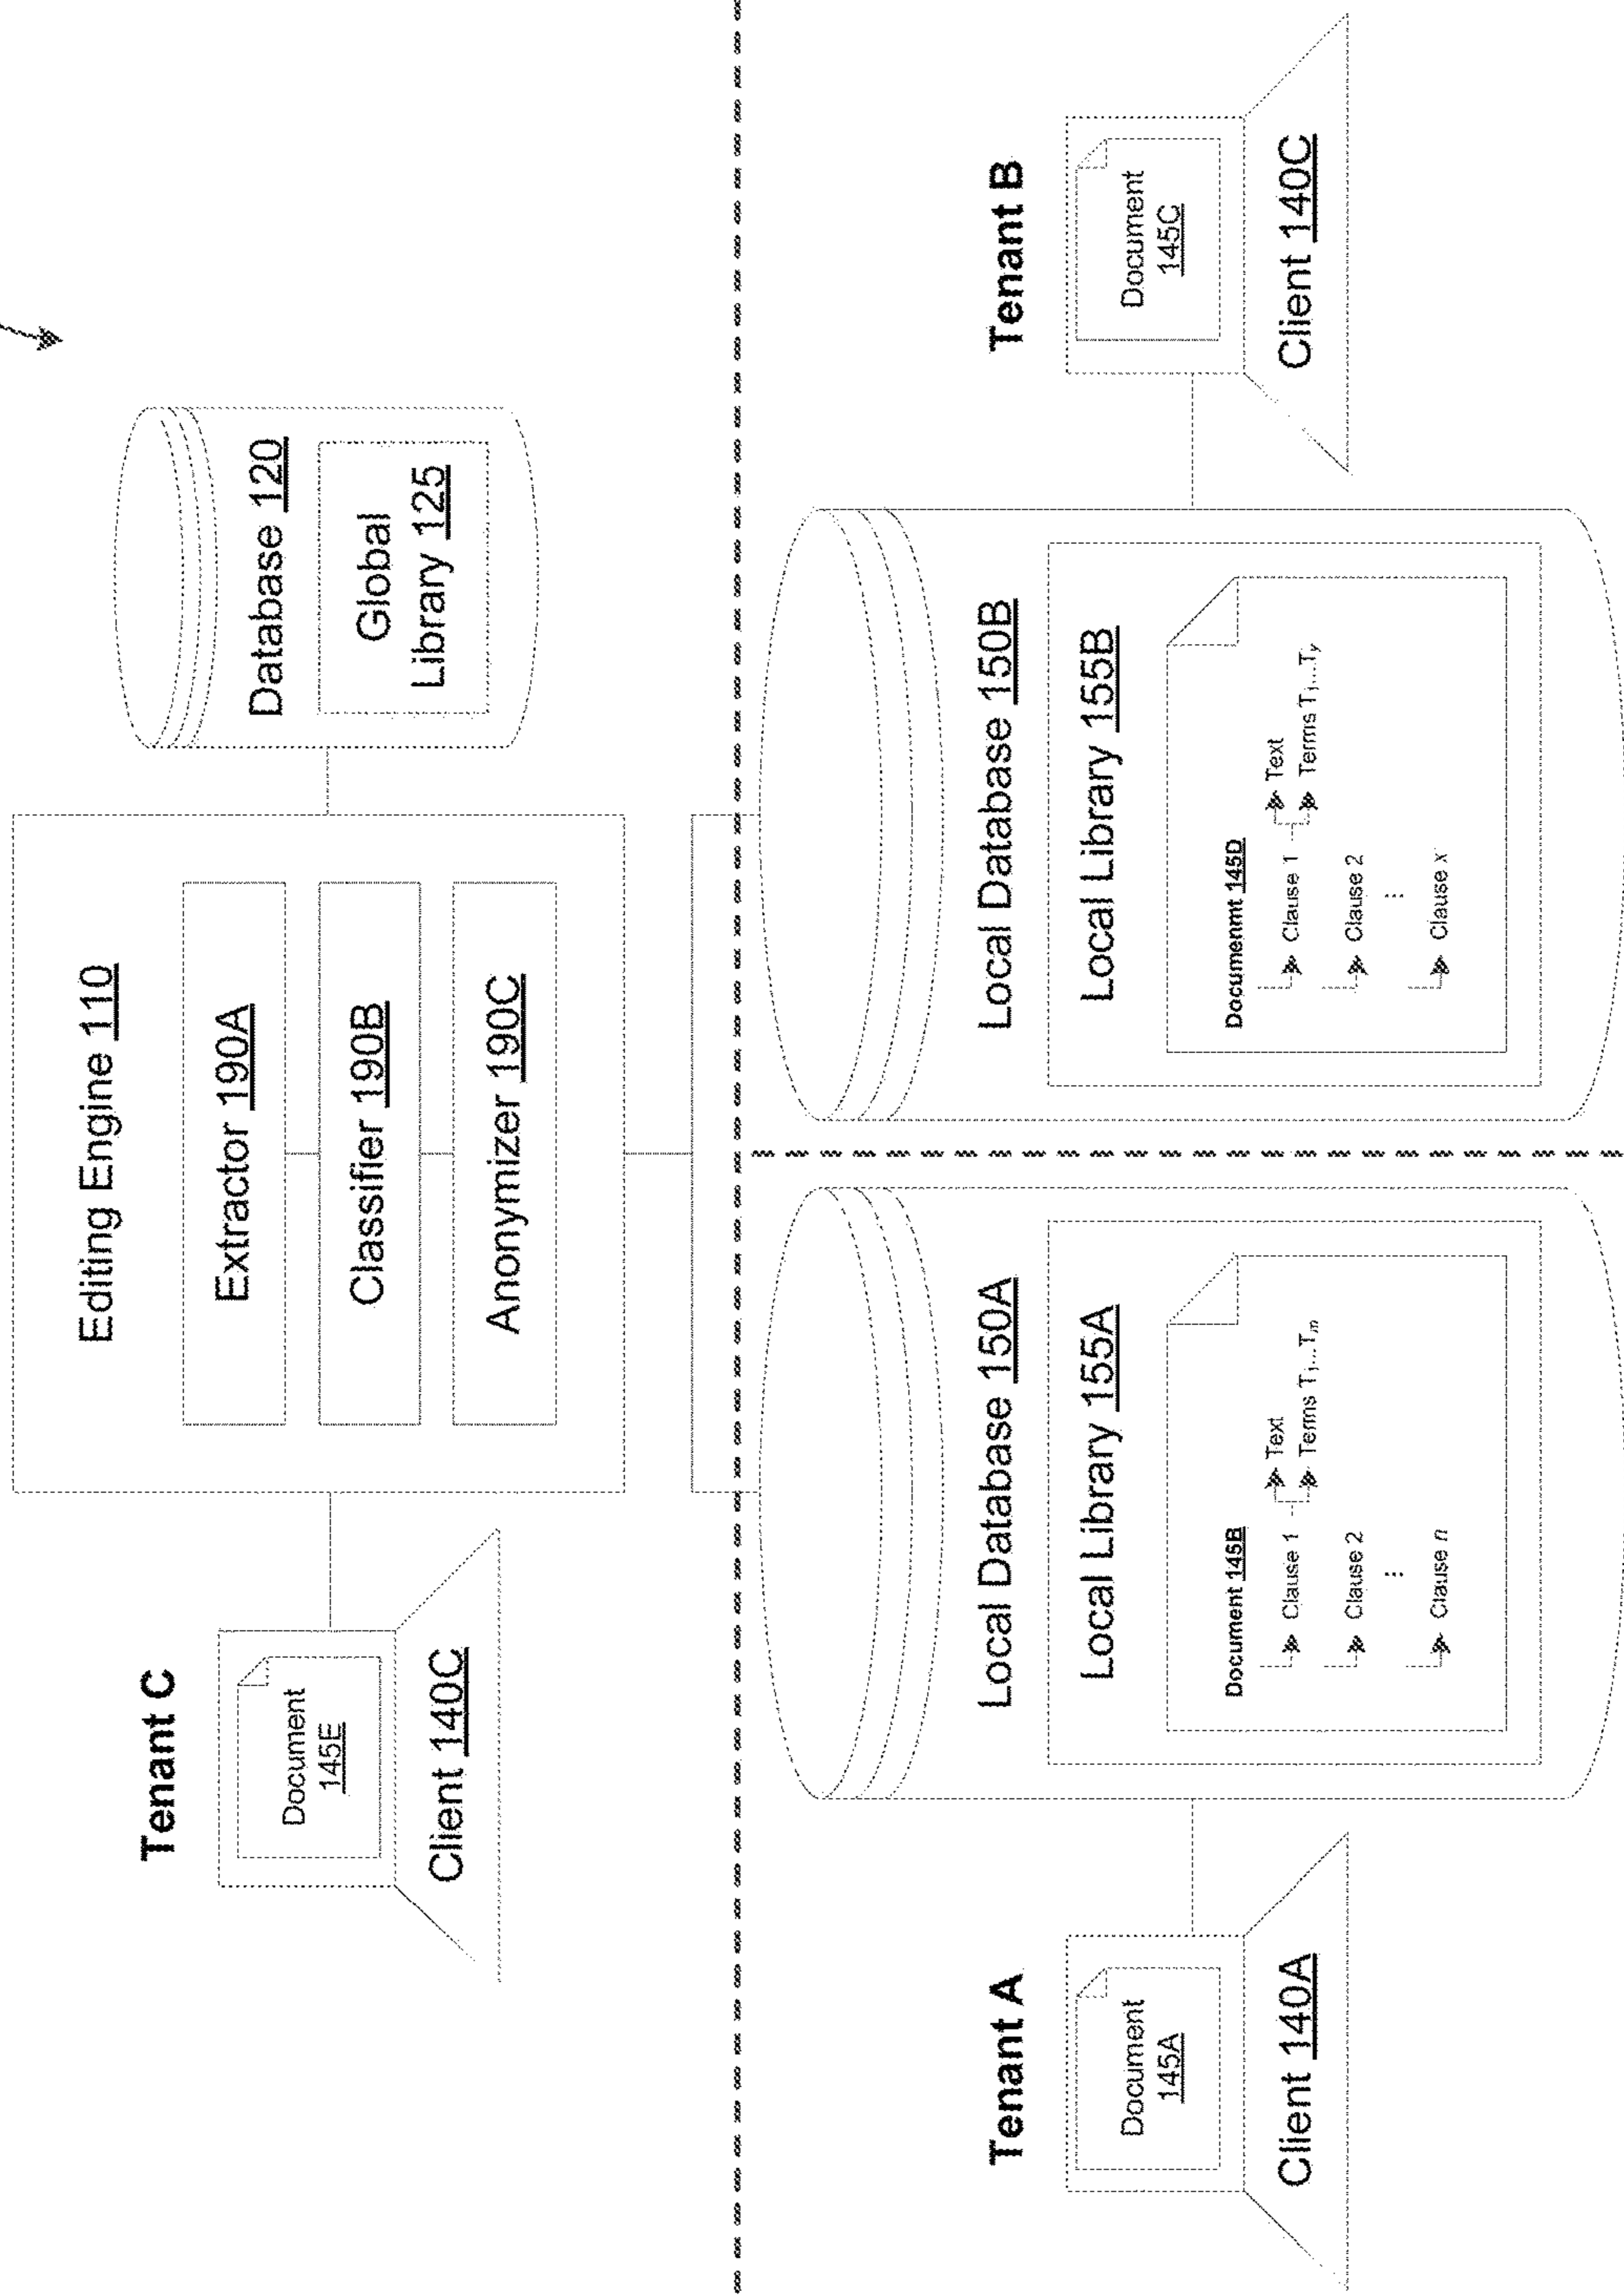 Tenant C
Document
145E
Client 140C
Editing Engine 110
Extractor 190A
Classifier 190B
Anonymizer 190C
Database 120
Global
Library 125
Tenant A
Document
145A
Client 140A
Local Database 150A
Local Library 155A
Document 145B
Clause 1
Text
Terms T1...Tm
Clause 2
⋮
Clause n
Local Database 150B
Local Library 155B
Documenmt 145D
Clause 1
Text
Terms T1...Ty
Clause 2
⋮
Clause x
Tenant B
Document
145C
Client 140C